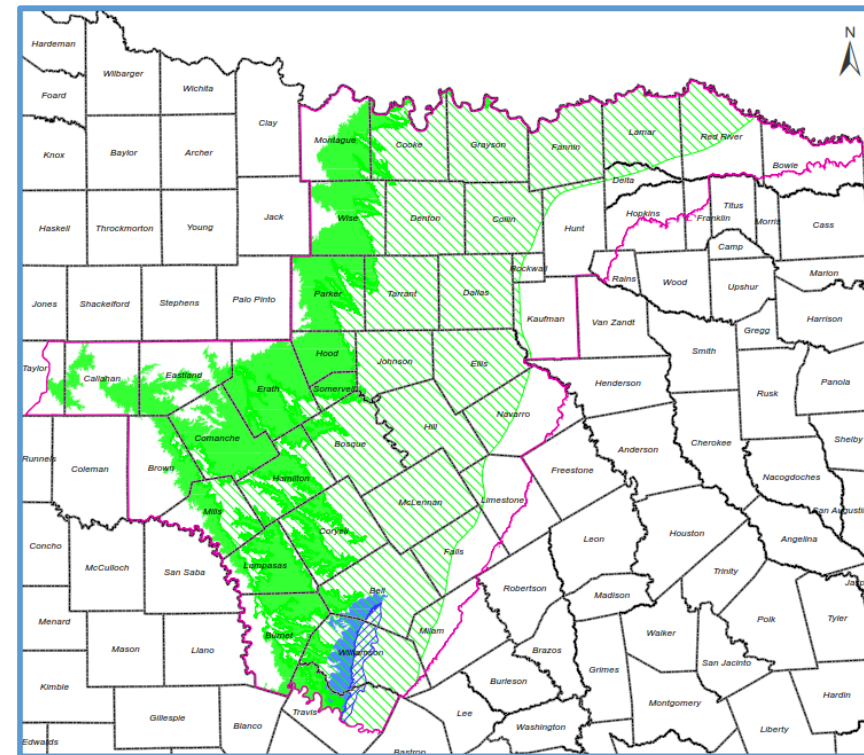 N
Hardeman
Wilbarger
Wichita
Foard
Clay
Montague
Cooke
Grayson
Fannin
Lamar
Red River
Knox
Baylor
Archer
Bowie
Delta
Titus
Wise
Denton
Collin
Hunt
Hopkins
Franklin
Morris
Cass
Jack
Haskell
Throckmorton
Young
Camp
Rockwall
Rains
Wood
Upshur
Marion
Parker
Tarrant
Dallas
Jones
Shackelford
Stephens
Palo Pinto
Kaufman
Van Zandt
Gregg
Harrison
Smith
Hood
Johnson
Ellis
Taylor
Callahan
Eastland
Erath
Somervell
Henderson
Rusk
Panola
Navarro
Comanche
Hill
Bosque
Cherokee
Shelby
Anderson
Runnels
Coleman
Brown
Freestone
Nacogdoches
Hamilton
McLennan
Limestone
San Augusti
Mills
Coryell
Houston
Angelina
Leon
Concho
Falls
McCulloch
San Saba
Lampasas
Trinity
Jasp
Bell
Robertson
Madison
Polk
Tyler
Menard
Burnet
Milam
Walker
Mason
Llano
Williamson
Brazos
San Jacinto
Grimes
Kimble
Burleson
Hardin
Travis
Lee
Montgomery
Gillespie
Blanco
Washington
Liberty
Edwards
Bastrop